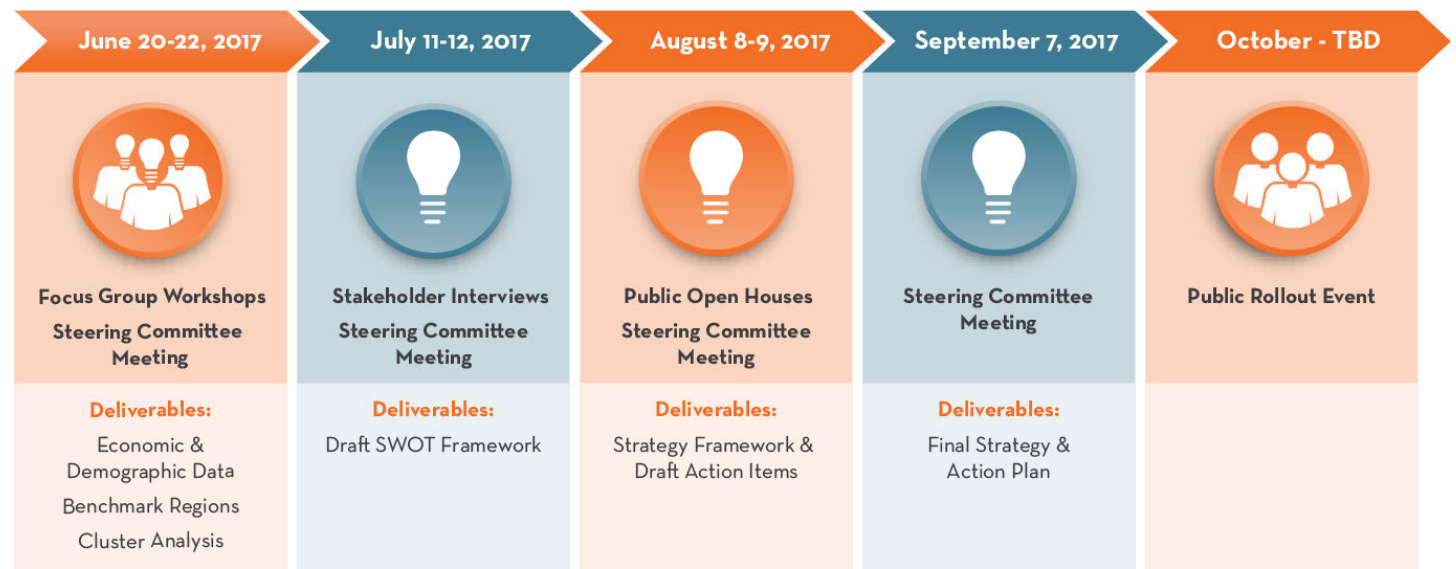 June 20-22, 2017
Focus Group Workshops
Steering Committee
Meeting
Deliverables:
Economic &
Demographic Data
Benchmark Regions
Cluster Analysis
July 11-12, 2017
Stakeholder Interviews
Steering Committee
Meeting
Deliverables:
Draft SWOT Framework
August 8-9, 2017
Public Open Houses
Steering Committee
Meeting
Deliverables:
Strategy Framework &
Draft Action Items
September 7, 2017
Steering Committee
Meeting
Deliverables:
Final Strategy &
Action Plan
October - TBD
Public Rollout Event